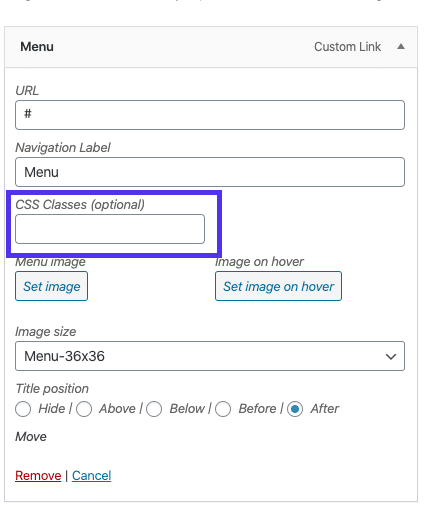 Menu Custom Link
URL
#
Navigation Label
Menu
CSS Classes (optional)
Menu image Image on hover
Set image Set image on hover
Image size
Menu-36x36
Title position
Hide | Above | Below | Before | After
Move
Remove | Cancel